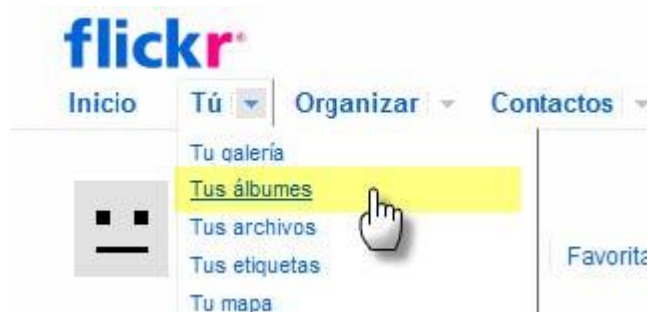 flickr
Inicio Tú Organizar Contactos
Tu galería
Tus álbumes
Tus archivos
Tus etiquetas Favorita
Tu mapa